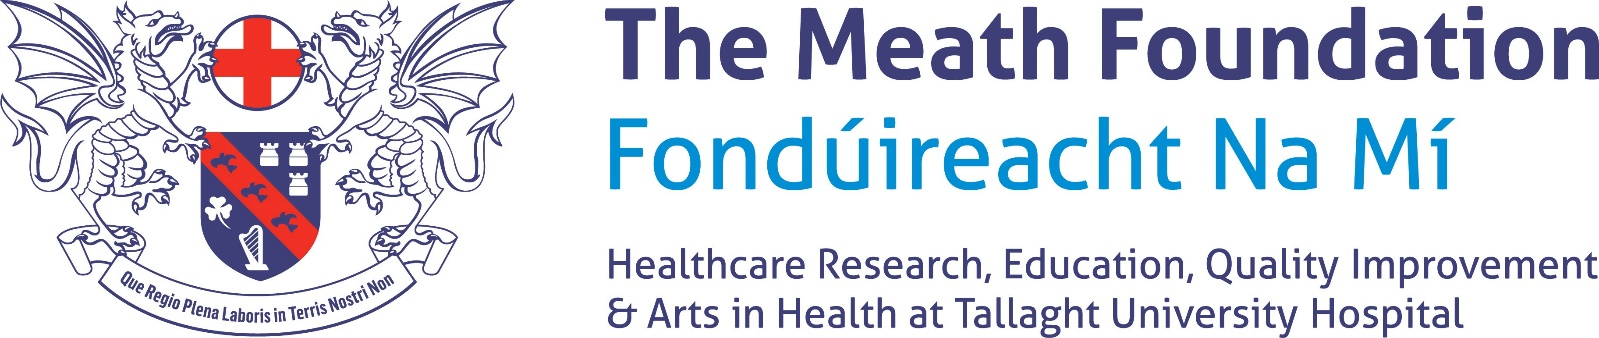 The Meath Foundation
Fondúireacht Na Mí
Healthcare Research, Education, Quality Improvement
& Arts in Health at Tallaght University Hospital
Que Regio Plena Laboris in Terris Nostri Non